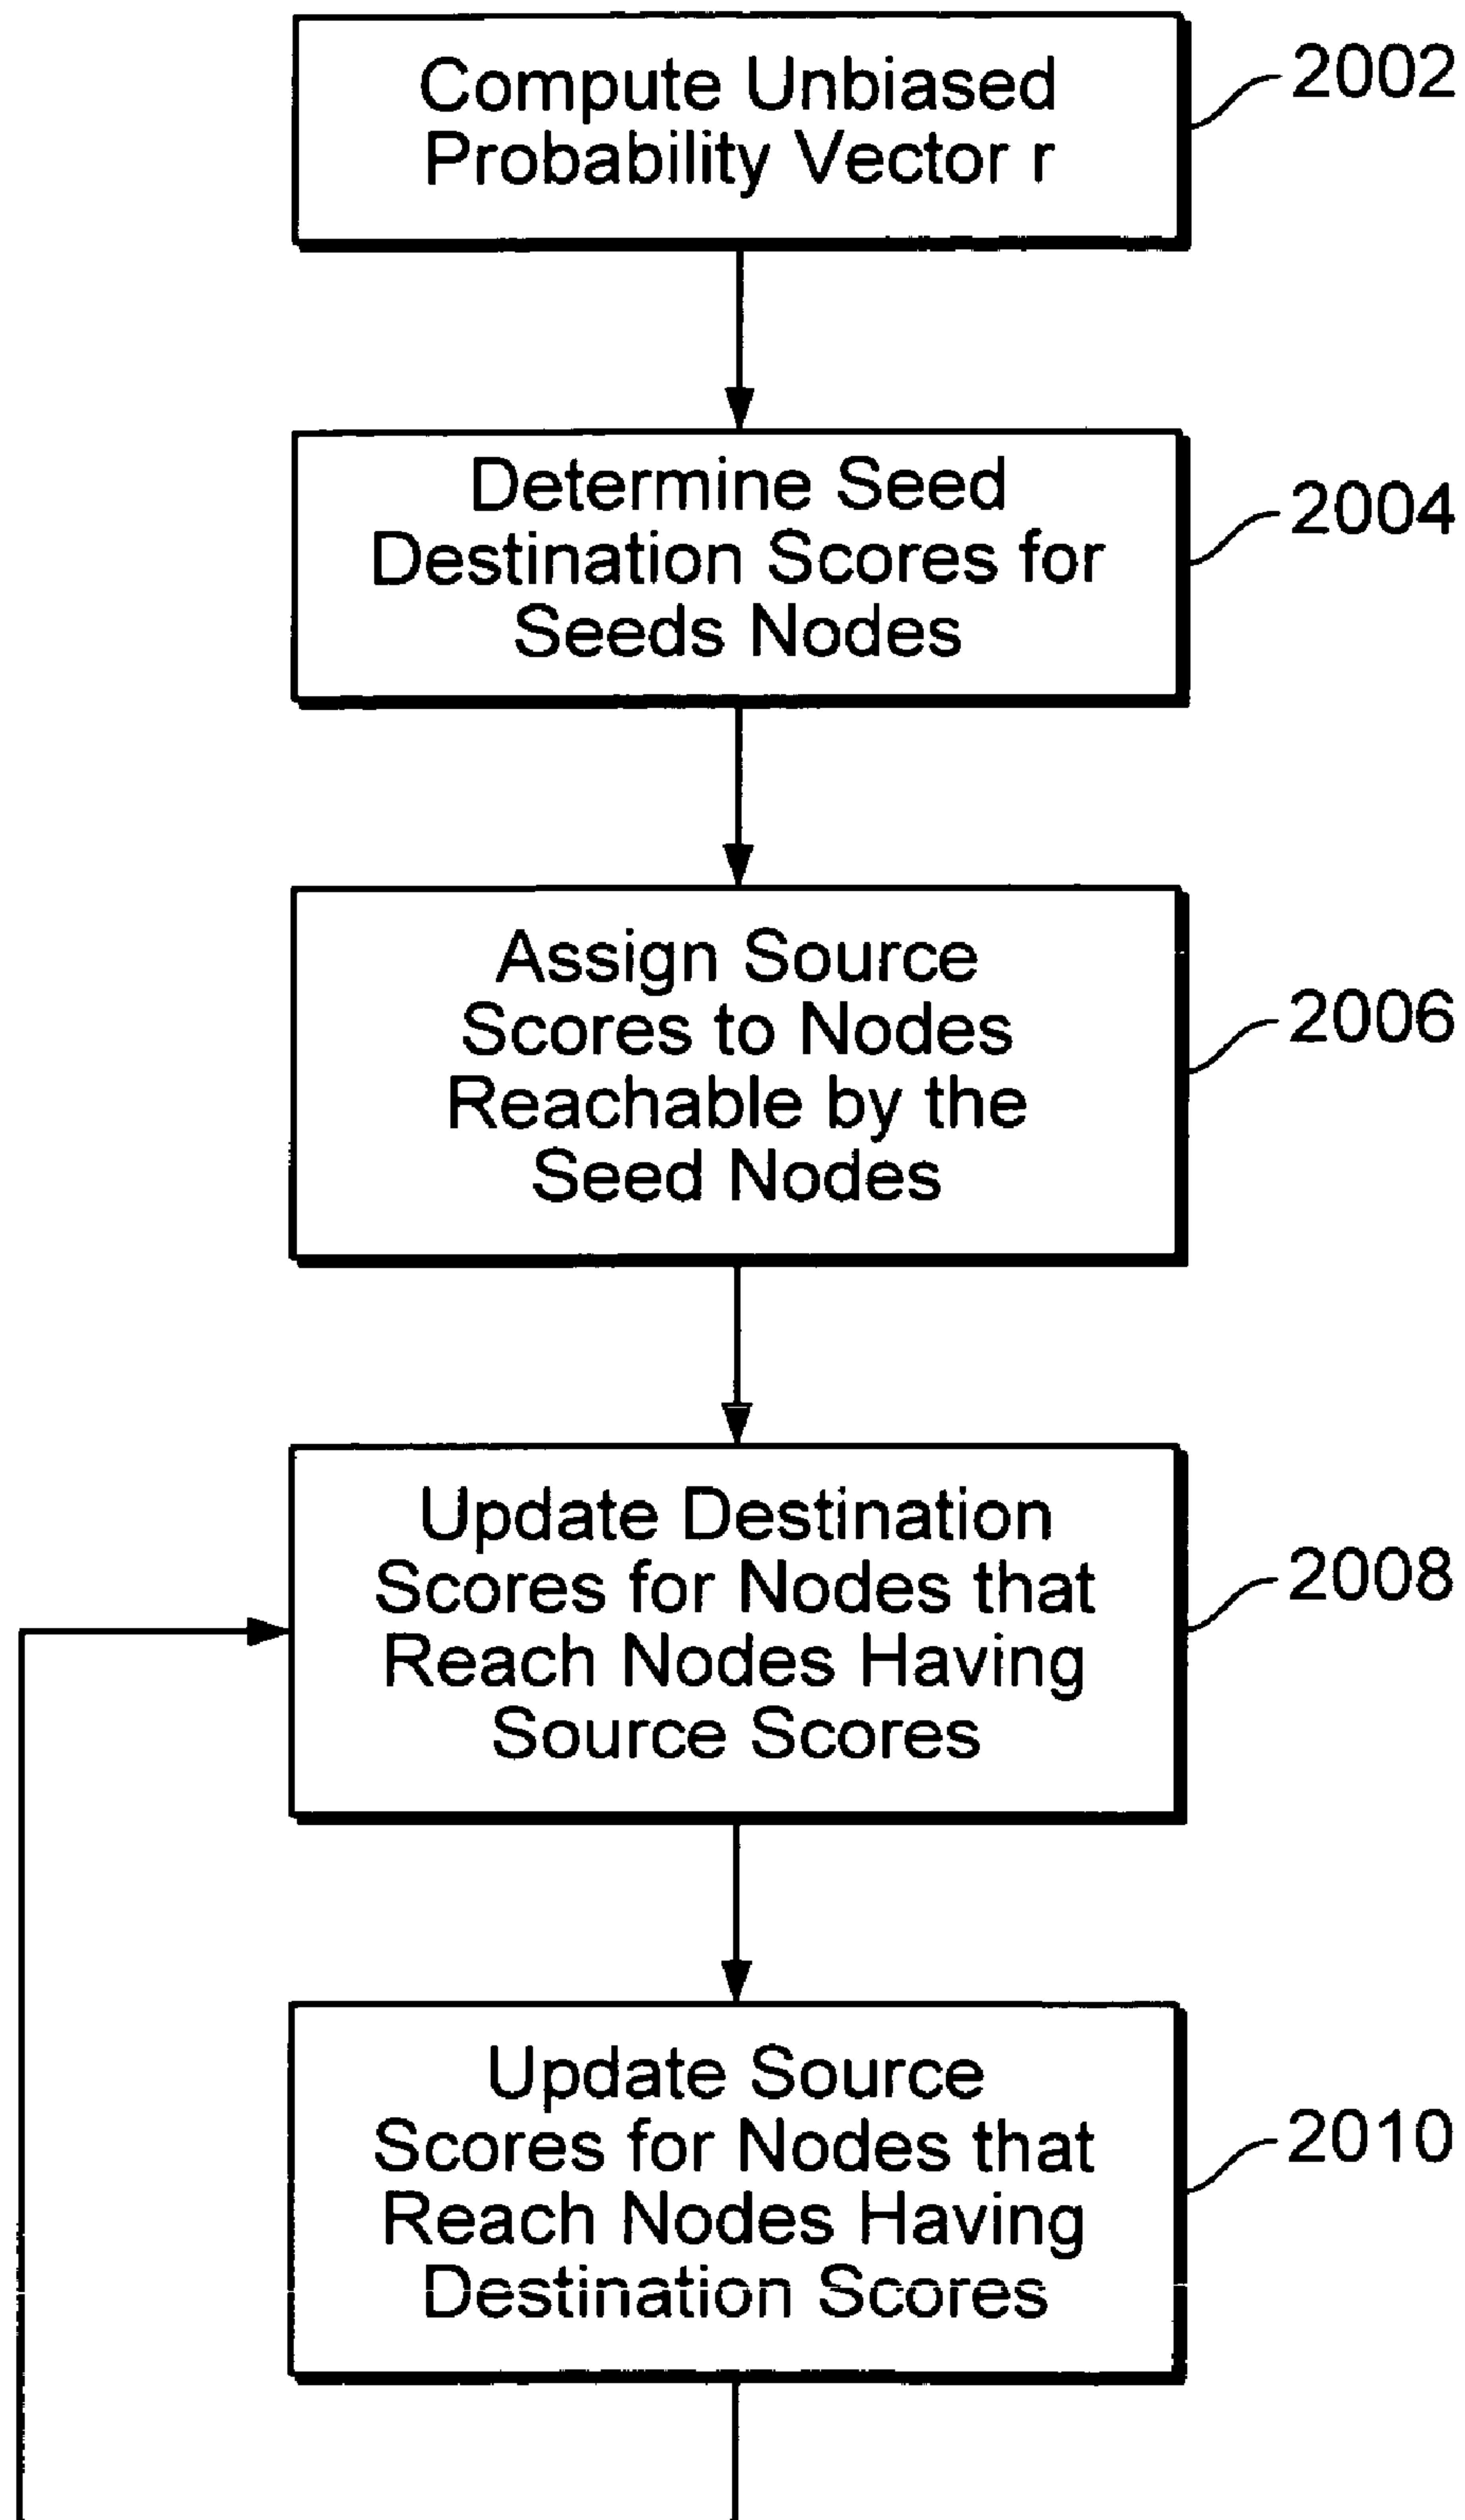 Compute Unbiased
Probability Vector r
2002
Determine Seed
Destination Scores for
Seeds Nodes
2004
Assign Source
Scores to Nodes
Reachable by the
Seed Nodes
2006
Update Destination
Scores for Nodes that
Reach Nodes Having
Source Scores
2008
Update Source
Scores for Nodes that
Reach Nodes Having
Destination Scores
2010